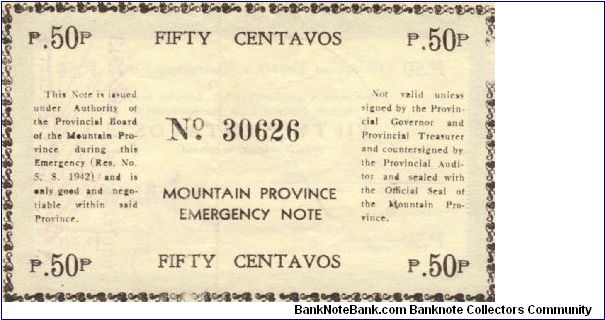 ₱.50₱ FIFTY CENTAVOS ₱.50₱
This Note is issued
under Authority of
the Provincial Board
of the Mountain Pro-
vince during this
Emergency (Res. No.
5, S. 1942) and is
only good and nego-
tiable within said
Province.
Nº 30626
MOUNTAIN PROVINCE
EMERGENCY NOTE
Not valid unless
signed by the Provin-
cial Governor and
Provincial Treasurer
and countersigned by
the Provincial Audi-
tor and sealed with
the Official Seal of
the Mountain Pro-
vince.
₱.50₱ FIFTY CENTAVOS ₱.50₱
BankNoteBank.com Banknote Collectors Community